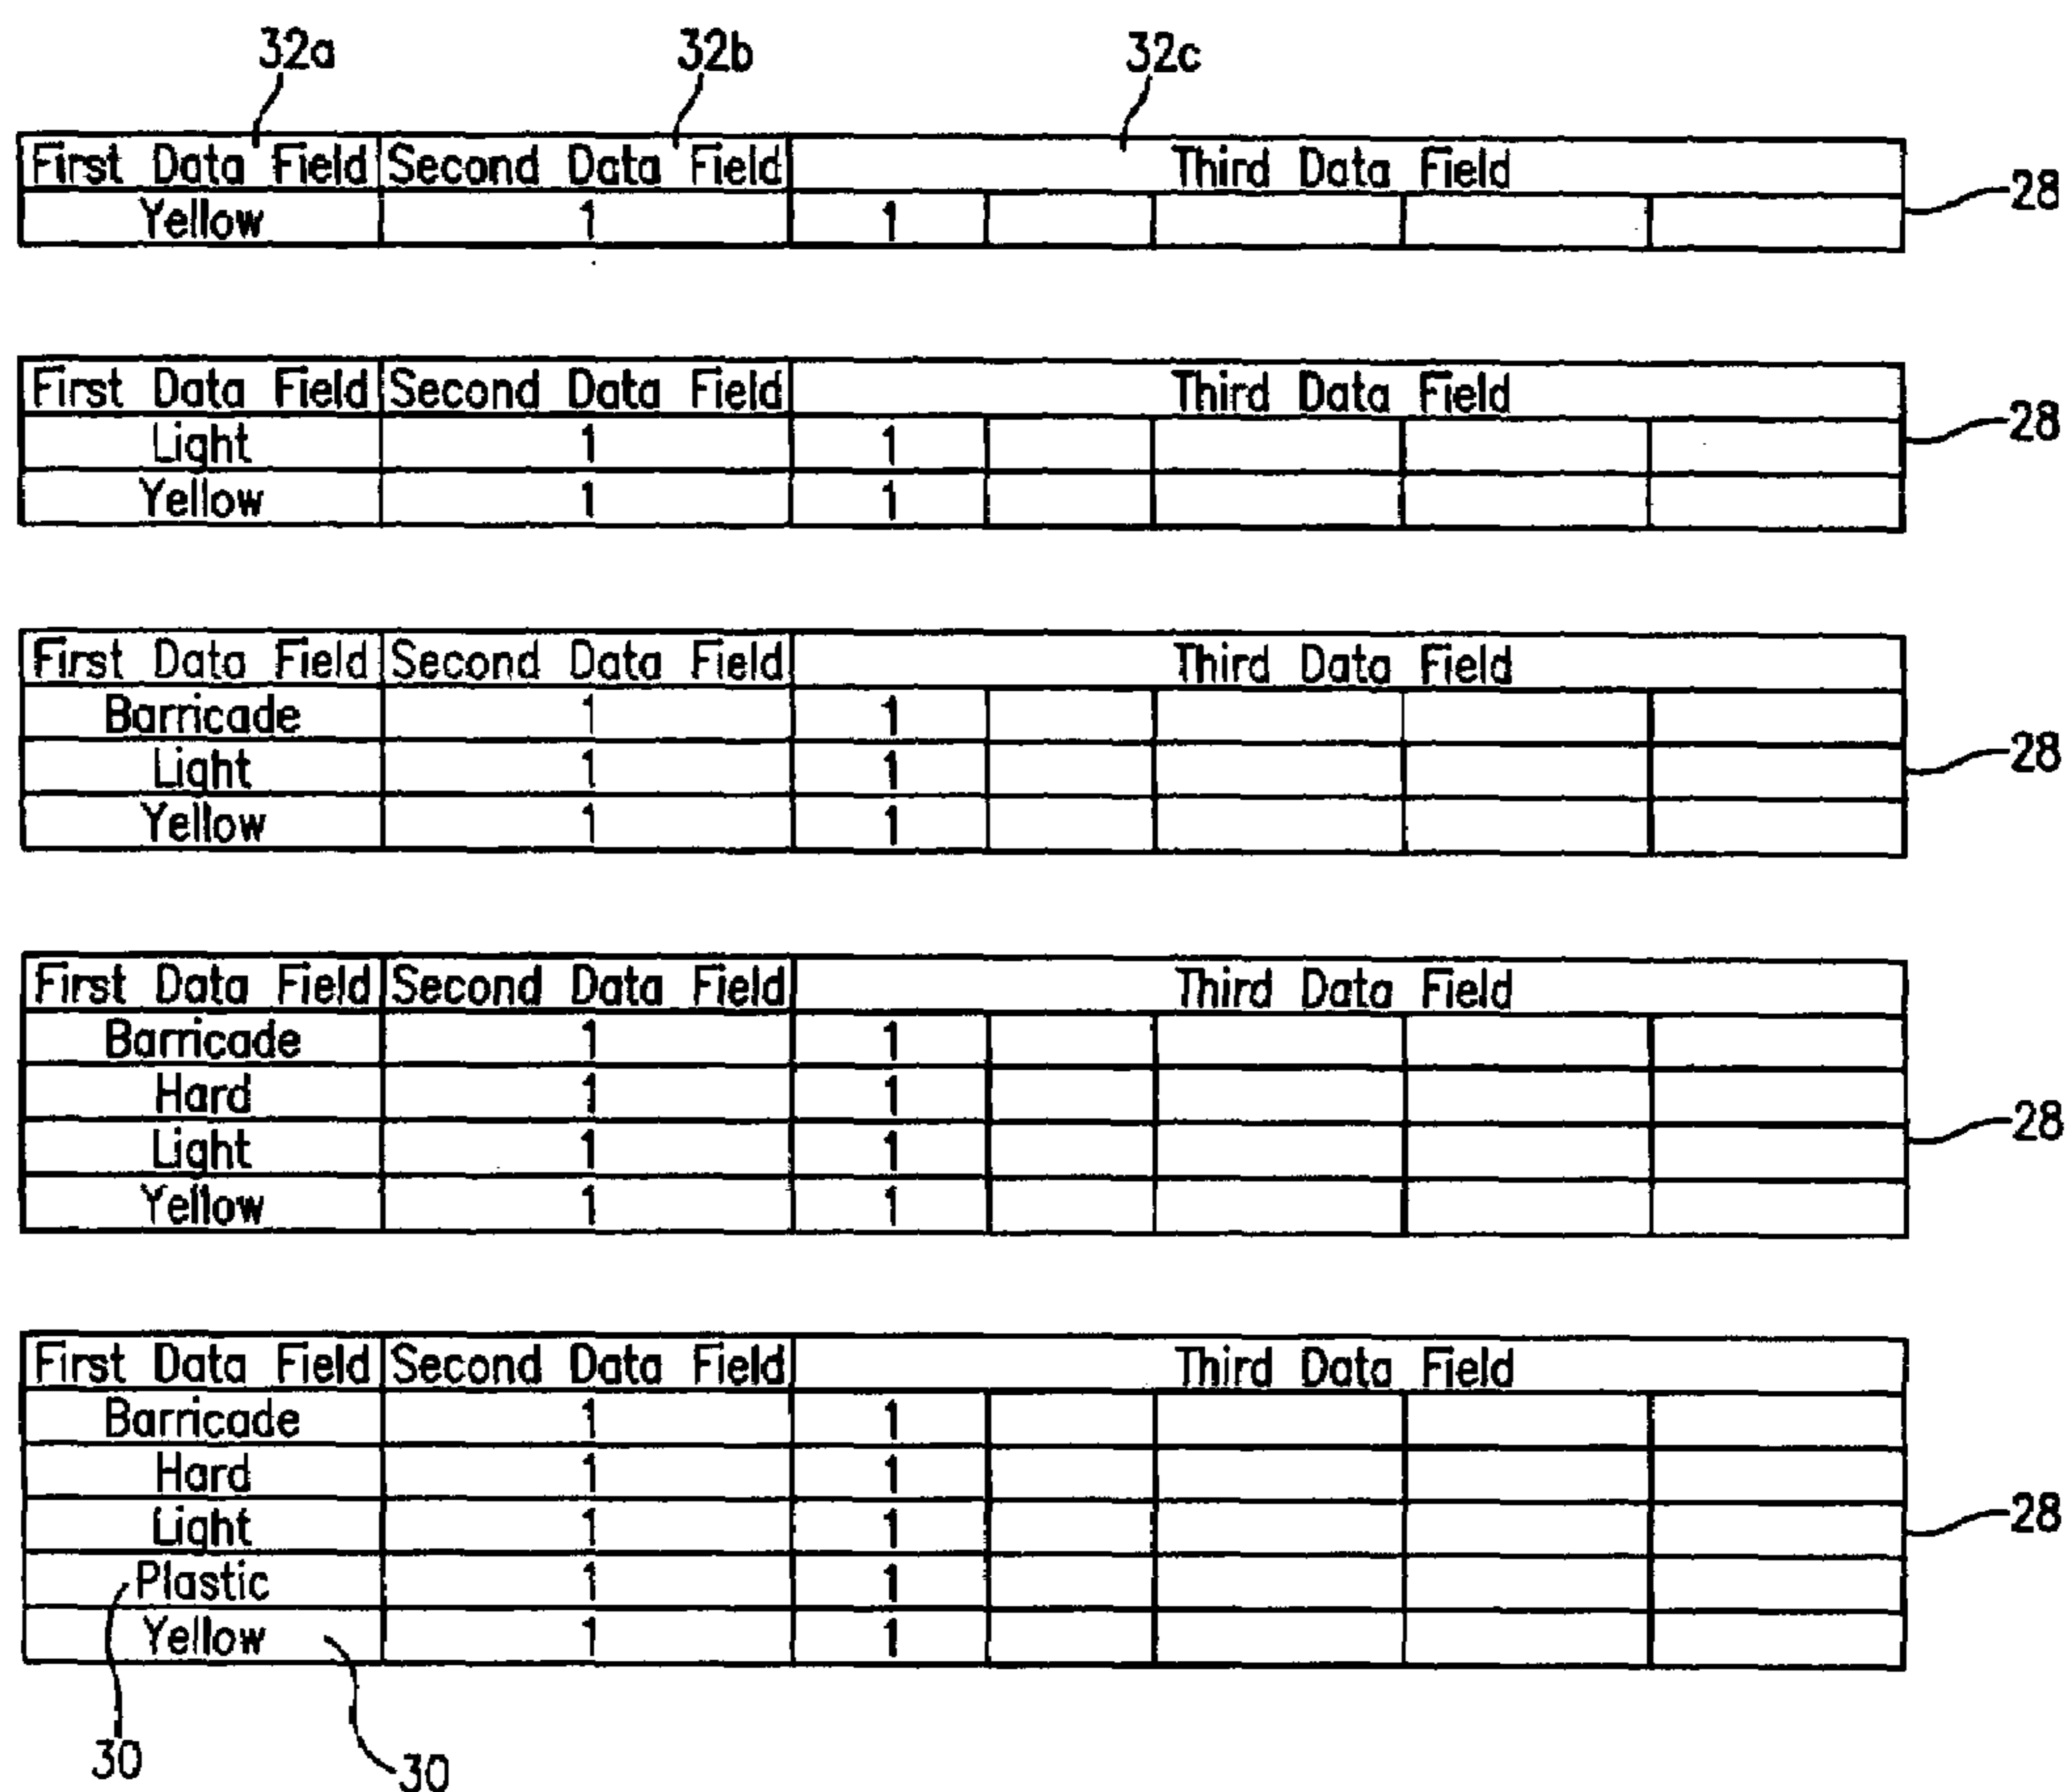 32a 32b 32c
First Data Field Second Data Field Third Data Field
Yellow 1 1
28
First Data Field Second Data Field Third Data Field
Light 1 1
28
Yellow 1 1
First Data Field Second Data Field Third Data Field
Barricade 1 1
Light 1 1
28
Yellow 1 1
First Data Field Second Data Field Third Data Field
Barricade 1 1
Hard 1 1
Light 1 1
28
Yellow 1 1
First Data Field Second Data Field Third Data Field
Barricade 1 1
Hard 1 1
Light 1 1
28
Plastic 1 1
Yellow 1 1
30 30